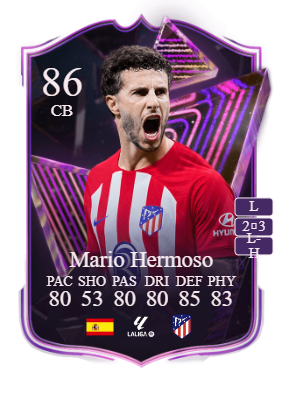 86
CB
L
HYUNDAI
2▯3
L-
H
Mario Hermoso
PAC SHO PAS DRI DEF PHY
80 53 80 80 85 83
LALIGA